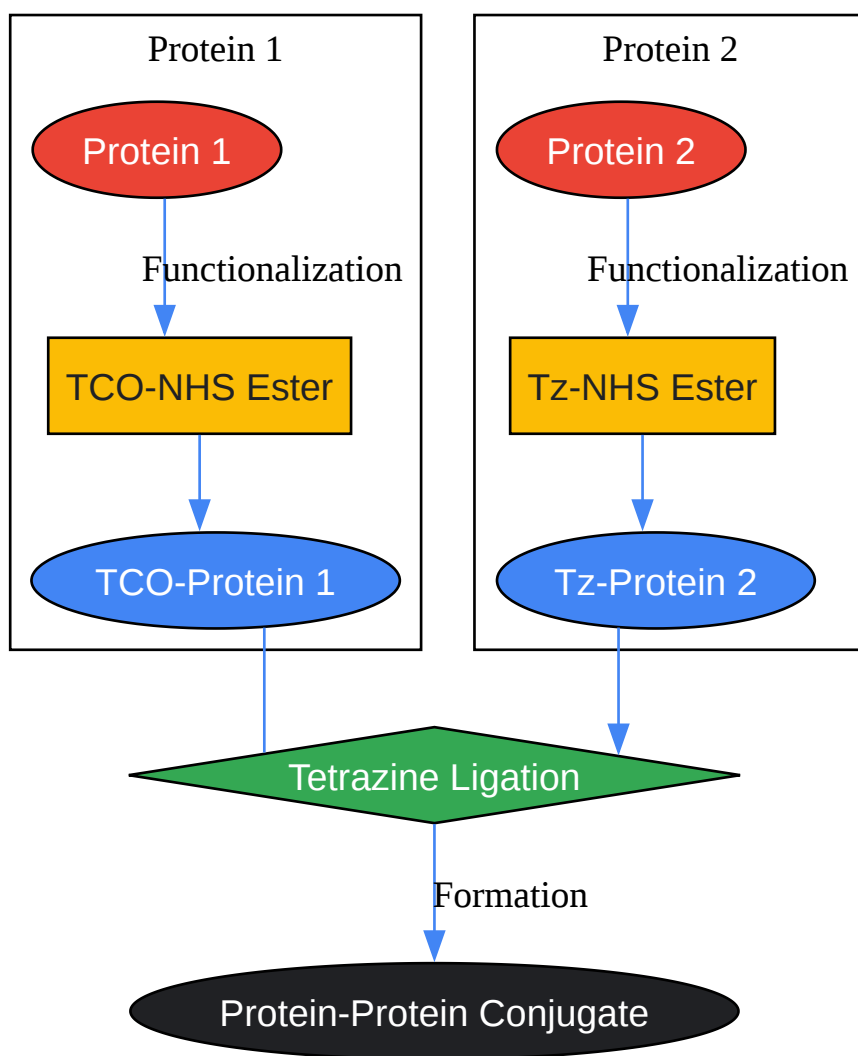 Protein 1
Protein 1
Functionalization
TCO-NHS Ester
TCO-Protein 1
Protein 2
Protein 2
Functionalization
Tz-NHS Ester
Tz-Protein 2
Tetrazine Ligation
Formation
Protein-Protein Conjugate